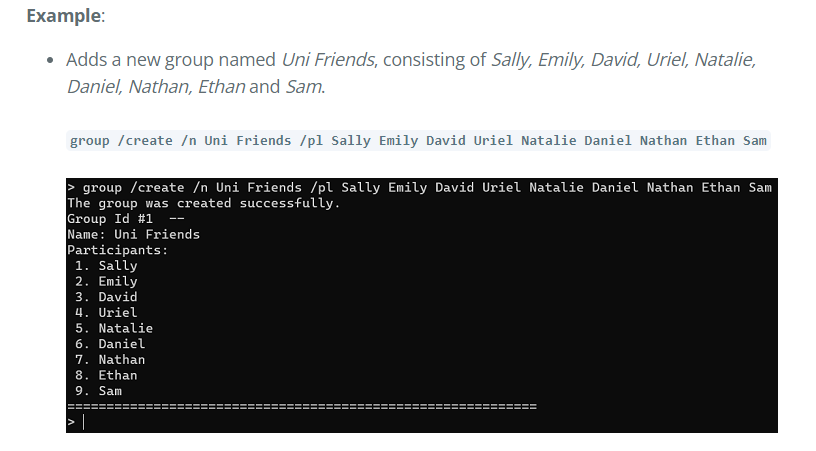 Example:
• Adds a new group named Uni Friends, consisting of Sally, Emily, David, Uriel, Natalie,
Daniel, Nathan, Ethan and Sam.
group /create /n Uni Friends /pl Sally Emily David Uriel Natalie Daniel Nathan Ethan Sam
> group /create /n Uni Friends /pl Sally Emily David Uriel Natalie Daniel Nathan Ethan Sam
The group was created successfully.
Group Id #1  --
Name: Uni Friends
Participants:
1. Sally
2. Emily
3. David
4. Uriel
5. Natalie
6. Daniel
7. Nathan
8. Ethan
9. Sam
============================================================
>